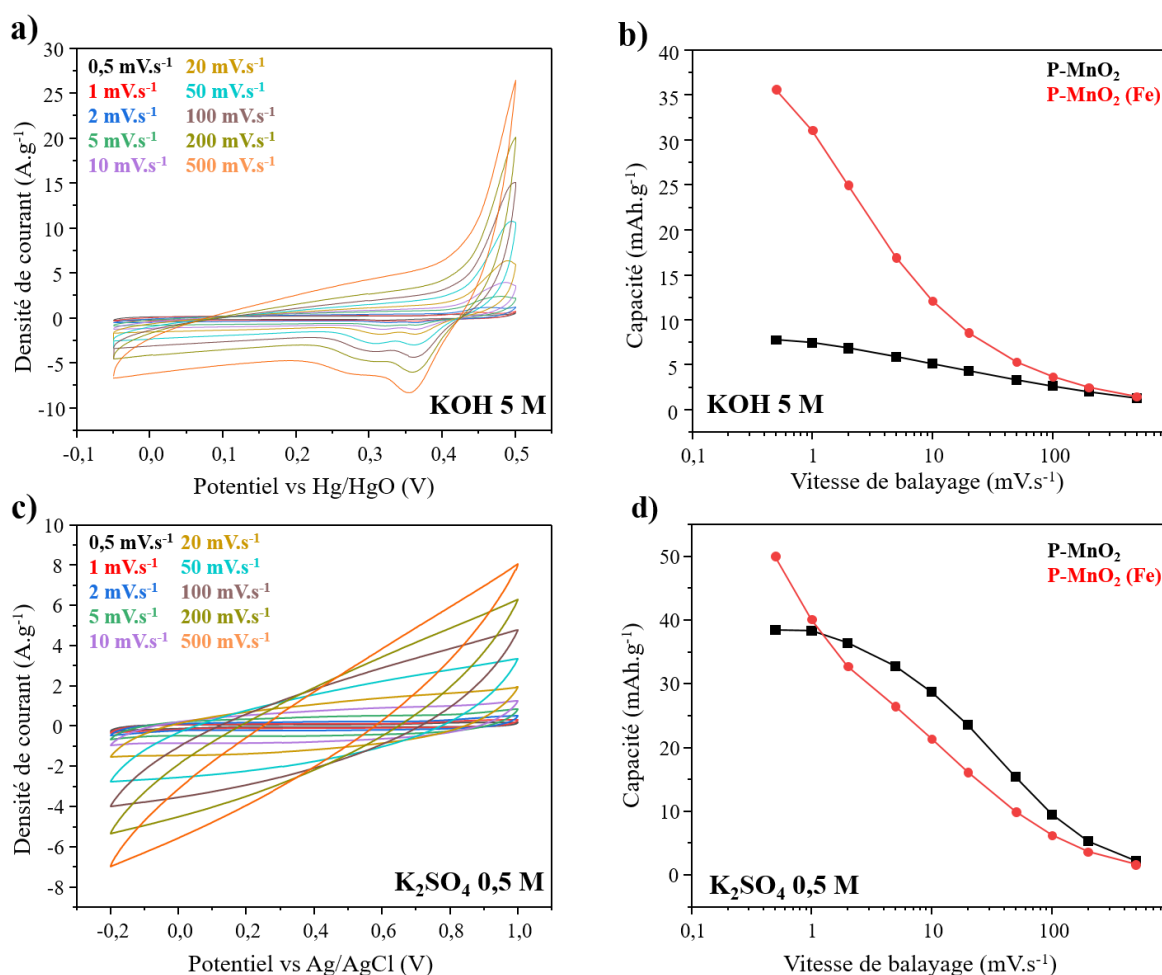 a)
30
25
20
15
10
5
0
-5
-10
Densité de courant (A.g⁻¹)
0,5 mV.s⁻¹ 20 mV.s⁻¹
1 mV.s⁻¹ 50 mV.s⁻¹
2 mV.s⁻¹ 100 mV.s⁻¹
5 mV.s⁻¹ 200 mV.s⁻¹
10 mV.s⁻¹ 500 mV.s⁻¹
KOH 5 M
-0,1 0,0 0,1 0,2 0,3 0,4 0,5
Potentiel vs Hg/HgO (V)
b)
40
35
30
25
20
15
10
5
0
Capacité (mAh.g⁻¹)
P-MnO₂
P-MnO₂ (Fe)
KOH 5 M
0,1 1 10 100
Vitesse de balayage (mV.s⁻¹)
c)
10
8
6
4
2
0
-2
-4
-6
-8
Densité de courant (A.g⁻¹)
0,5 mV.s⁻¹ 20 mV.s⁻¹
1 mV.s⁻¹ 50 mV.s⁻¹
2 mV.s⁻¹ 100 mV.s⁻¹
5 mV.s⁻¹ 200 mV.s⁻¹
10 mV.s⁻¹ 500 mV.s⁻¹
K₂SO₄ 0,5 M
-0,2 0,0 0,2 0,4 0,6 0,8 1,0
Potentiel vs Ag/AgCl (V)
d)
50
40
30
20
10
0
Capacité (mAh.g⁻¹)
P-MnO₂
P-MnO₂ (Fe)
K₂SO₄ 0,5 M
0,1 1 10 100
Vitesse de balayage (mV.s⁻¹)